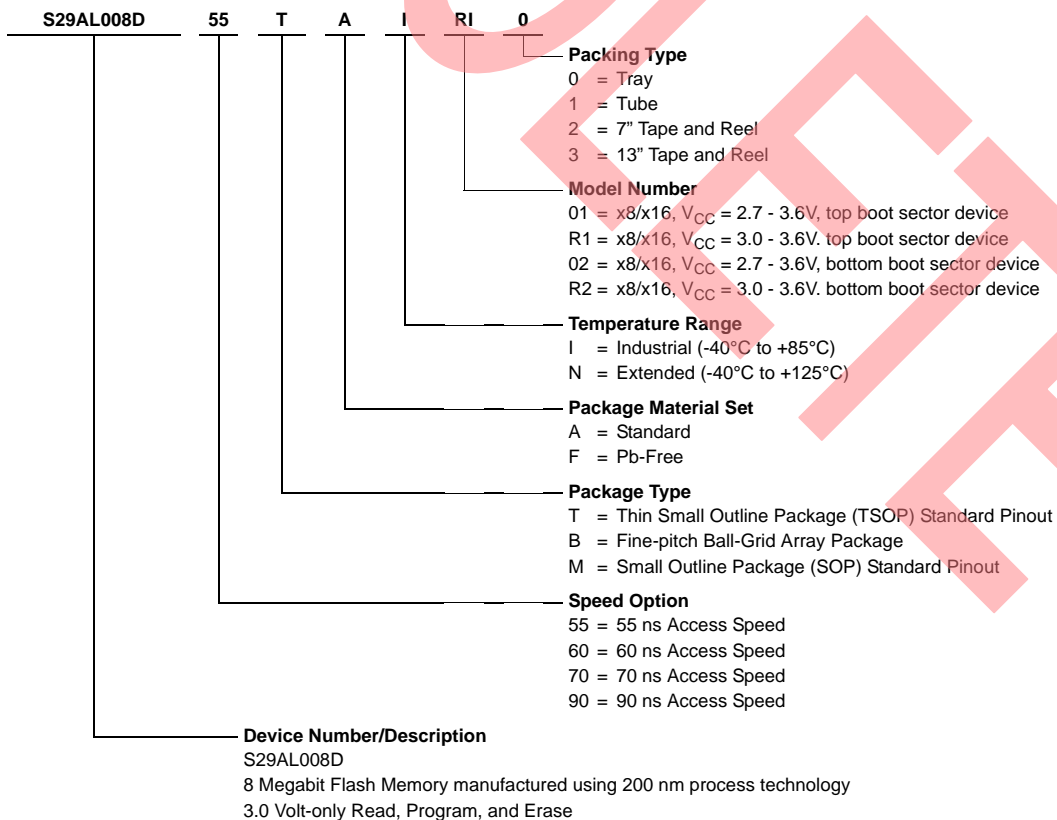 S29AL008D 55 T A I RI 0
Packing Type
0 = Tray
1 = Tube
2 = 7” Tape and Reel
3 = 13” Tape and Reel
Model Number
01 = x8/x16, VCC = 2.7 - 3.6V, top boot sector device
R1 = x8/x16, VCC = 3.0 - 3.6V. top boot sector device
02 = x8/x16, VCC = 2.7 - 3.6V, bottom boot sector device
R2 = x8/x16, VCC = 3.0 - 3.6V. bottom boot sector device
Temperature Range
I = Industrial (-40°C to +85°C)
N = Extended (-40°C to +125°C)
Package Material Set
A = Standard
F = Pb-Free
Package Type
T = Thin Small Outline Package (TSOP) Standard Pinout
B = Fine-pitch Ball-Grid Array Package
M = Small Outline Package (SOP) Standard Pinout
Speed Option
55 = 55 ns Access Speed
60 = 60 ns Access Speed
70 = 70 ns Access Speed
90 = 90 ns Access Speed
Device Number/Description
S29AL008D
8 Megabit Flash Memory manufactured using 200 nm process technology
3.0 Volt-only Read, Program, and Erase